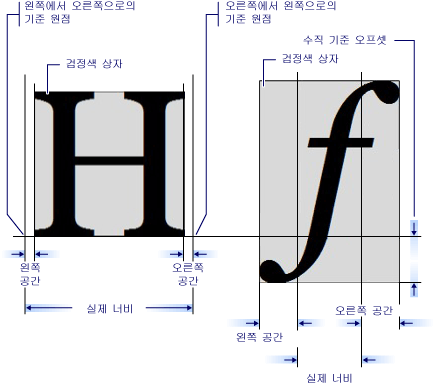 왼쪽에서 오른쪽으로의
기준 원점
오른쪽에서 왼쪽으로의
기준 원점
수직 기준 오프셋
검정색 상자
검정색 상자
H
f
왼쪽
공간
오른쪽
공간
실제 너비
오른쪽 공간
왼쪽 공간
실제 너비